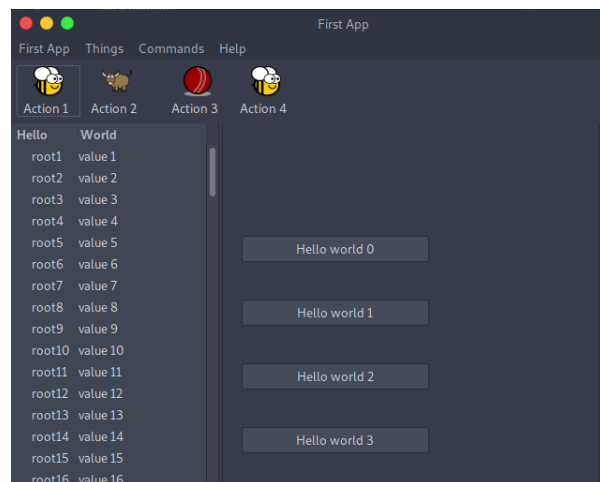 First App
First App Things Commands Help
Action 1 Action 2 Action 3 Action 4
Hello World
root1 value 1
root2 value 2
root3 value 3
root4 value 4
root5 value 5
root6 value 6
root7 value 7
root8 value 8
root9 value 9
root10 value 10
root11 value 11
root12 value 12
root13 value 13
root14 value 14
root15 value 15
root16 value 16
Hello world 0
Hello world 1
Hello world 2
Hello world 3